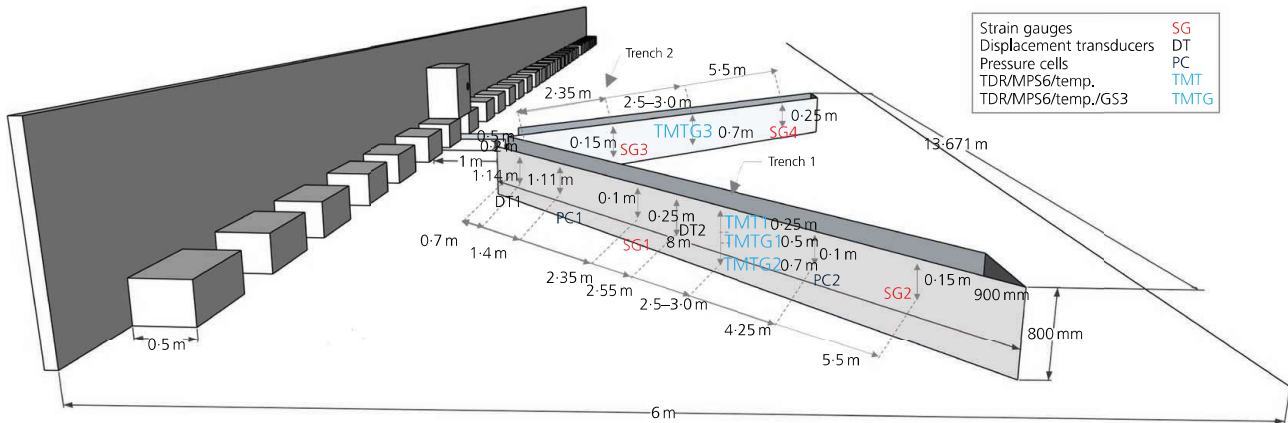 Strain gauges SG
Displacement transducers DT
Pressure cells PC
TDR/MPS6/temp. TMT
TDR/MPS6/temp./GS3 TMTG
Trench 2
5·5 m
2·35 m
2·5–3·0 m
0·25 m
TMTG3
0·7 m
SG4
0·15 m
SG3
13·671 m
0·5 m
0·2 m
1 m
Trench 1
1·14 m
1·11 m
DT1
PC1
0·1 m
0·25 m
DT2
TMT1
0·25 m
TMTG1
0·5 m
8 m
SG1
0·1 m
TMTG2
0·7 m
PC2
0·15 m
SG2
900 mm
800 mm
0·7 m
1·4 m
2·35 m
2·55 m
2·5–3·0 m
4·25 m
5·5 m
0·5 m
6 m